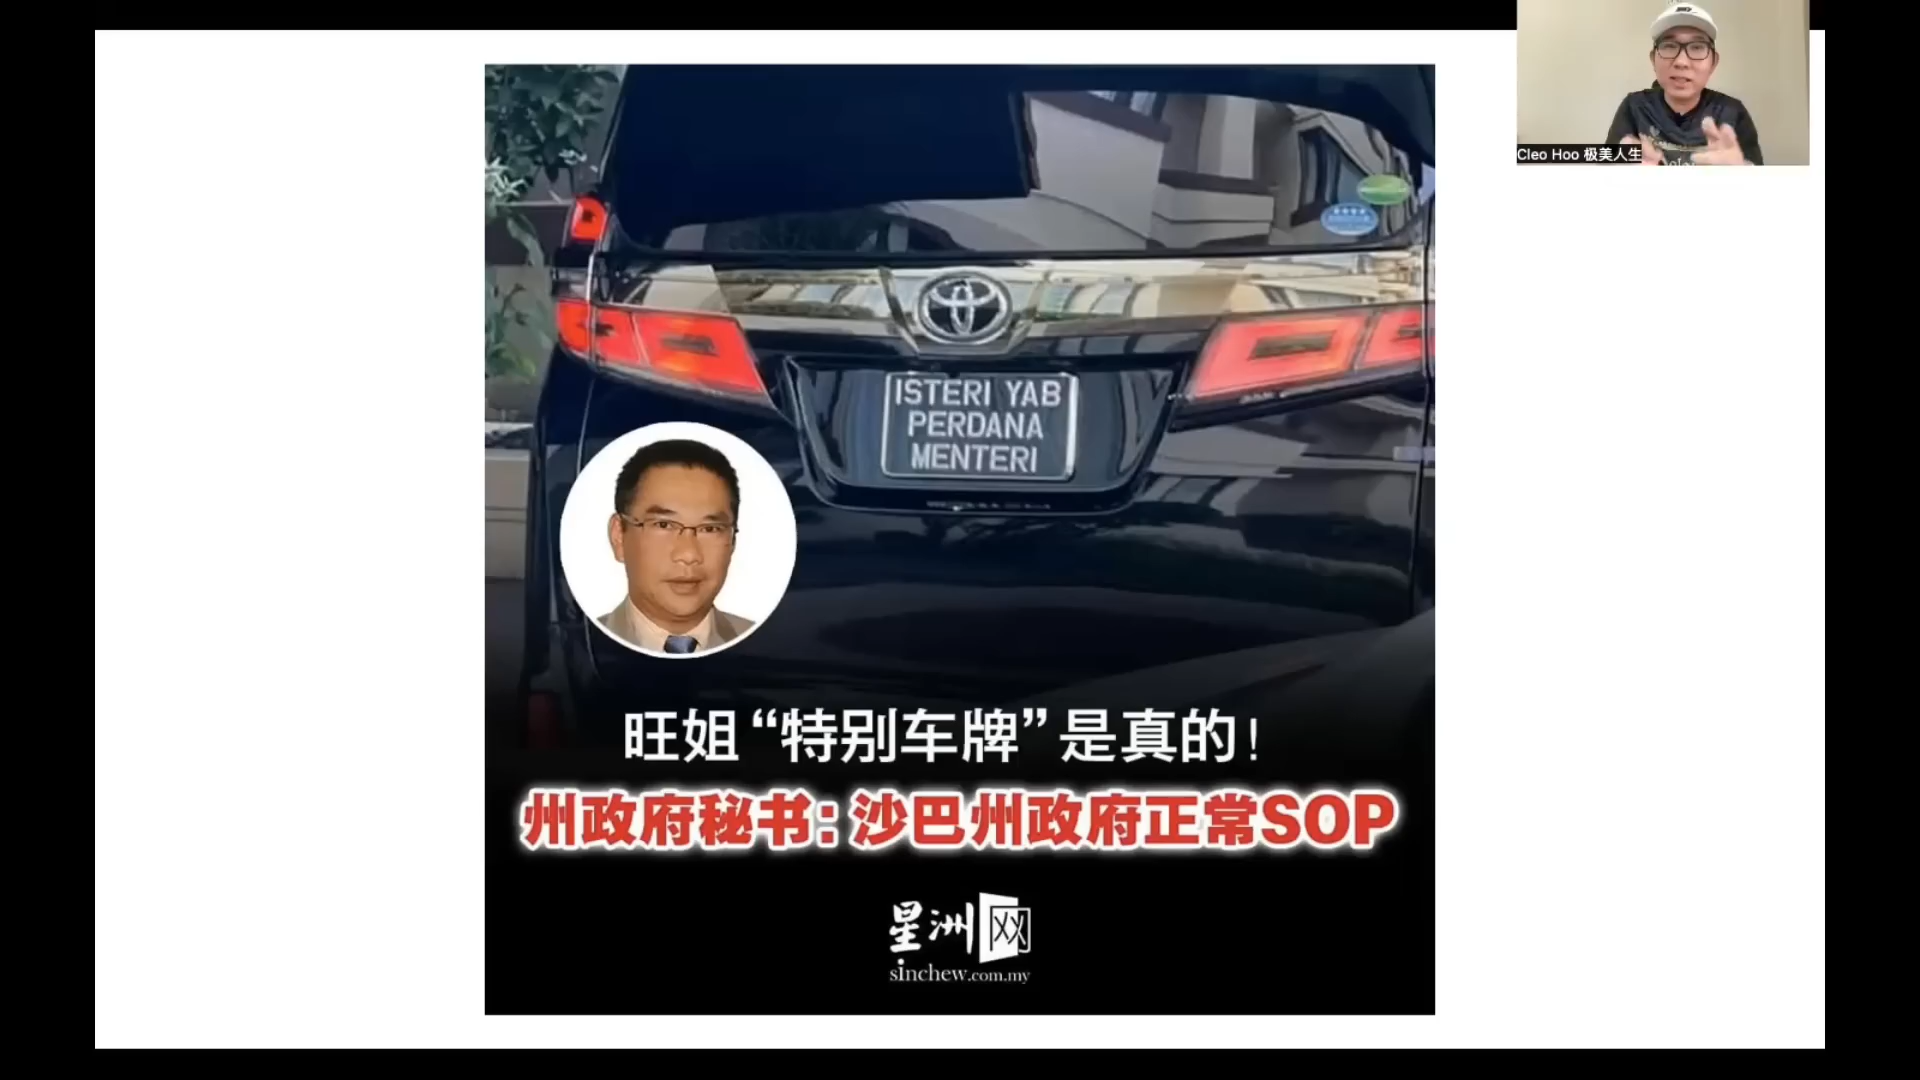 Cleo Hoo 极美人生
ISTERI YAB
PERDANA
MENTERI
旺姐“特别车牌”是真的!
州政府秘书:沙巴州政府正常SOP
星洲网
sinchew.com.my